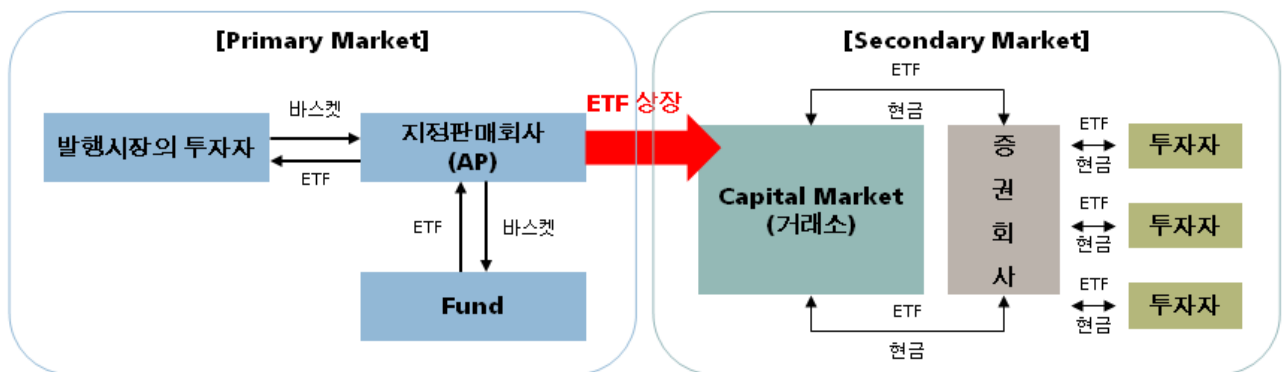 [Primary Market]
발행시장의 투자자
바스켓
ETF
지정판매회사
(AP)
ETF
바스켓
Fund
ETF 상장
[Secondary Market]
ETF
현금
Capital Market
(거래소)
증
권
회
사
ETF
현금
ETF
현금
투자자
ETF
현금
투자자
ETF
현금
투자자